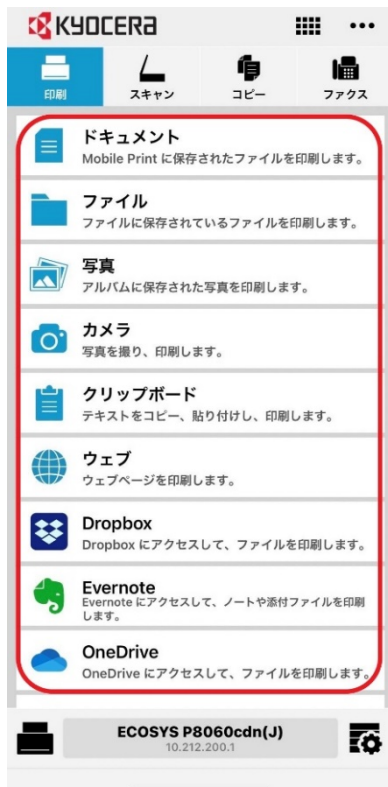 KYOCERA
印刷
スキャン
コピー
ファクス
ドキュメント
Mobile Print に保存されたファイルを印刷します。
ファイル
ファイルに保存されているファイルを印刷します。
写真
アルバムに保存された写真を印刷します。
カメラ
写真を撮り、印刷します。
クリップボード
テキストをコピー、貼り付けし、印刷します。
ウェブ
ウェブページを印刷します。
Dropbox
Dropbox にアクセスして、ファイルを印刷します。
Evernote
Evernote にアクセスして、ノートや添付ファイルを印刷
します。
OneDrive
OneDrive にアクセスして、ファイルを印刷します。
ECOSYS P8060cdn(J)
10.212.200.1